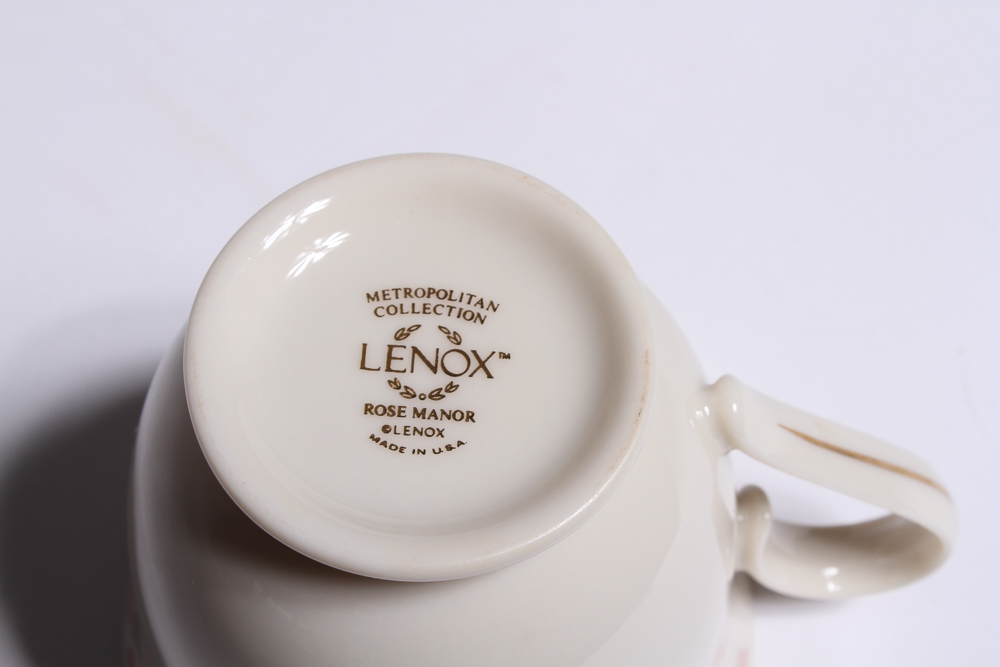 METROPOLITAN
COLLECTION
LENOX™
ROSE MANOR
©LENOX
MADE IN U.S.A.